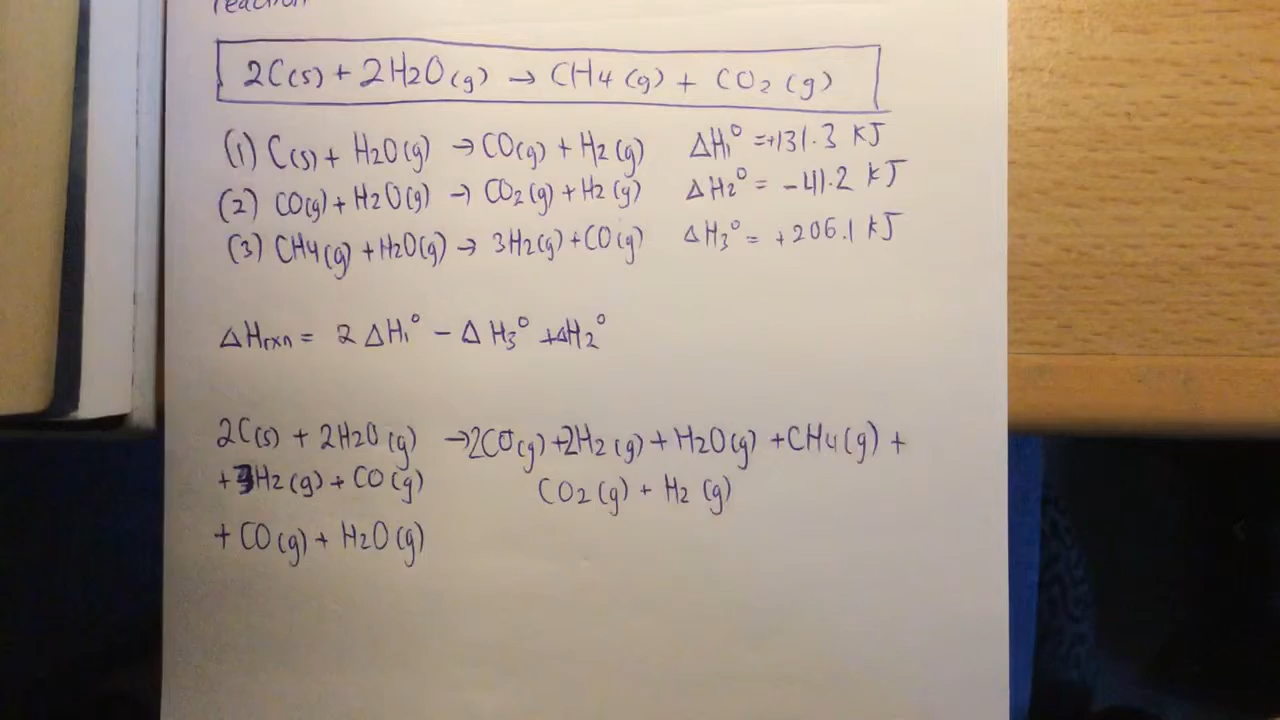 reaction
2C(s) + 2H2O(g) → CH4(g) + CO2(g)
(1) C(s) + H2O(g) → CO(g) + H2(g) ΔH1° = +131.3 KJ
(2) CO(g) + H2O(g) → CO2(g) + H2(g) ΔH2° = -41.2 KJ
(3) CH4(g) + H2O(g) → 3H2(g) + CO(g) ΔH3° = +206.1 KJ
ΔHrxn = 2ΔH1° - ΔH3° + ΔH2°
2C(s) + 2H2O(g) → 2CO(g) + 2H2(g) + H2O(g) + CH4(g) +
+ 3H2(g) + CO(g) CO2(g) + H2(g)
+ CO(g) + H2O(g)